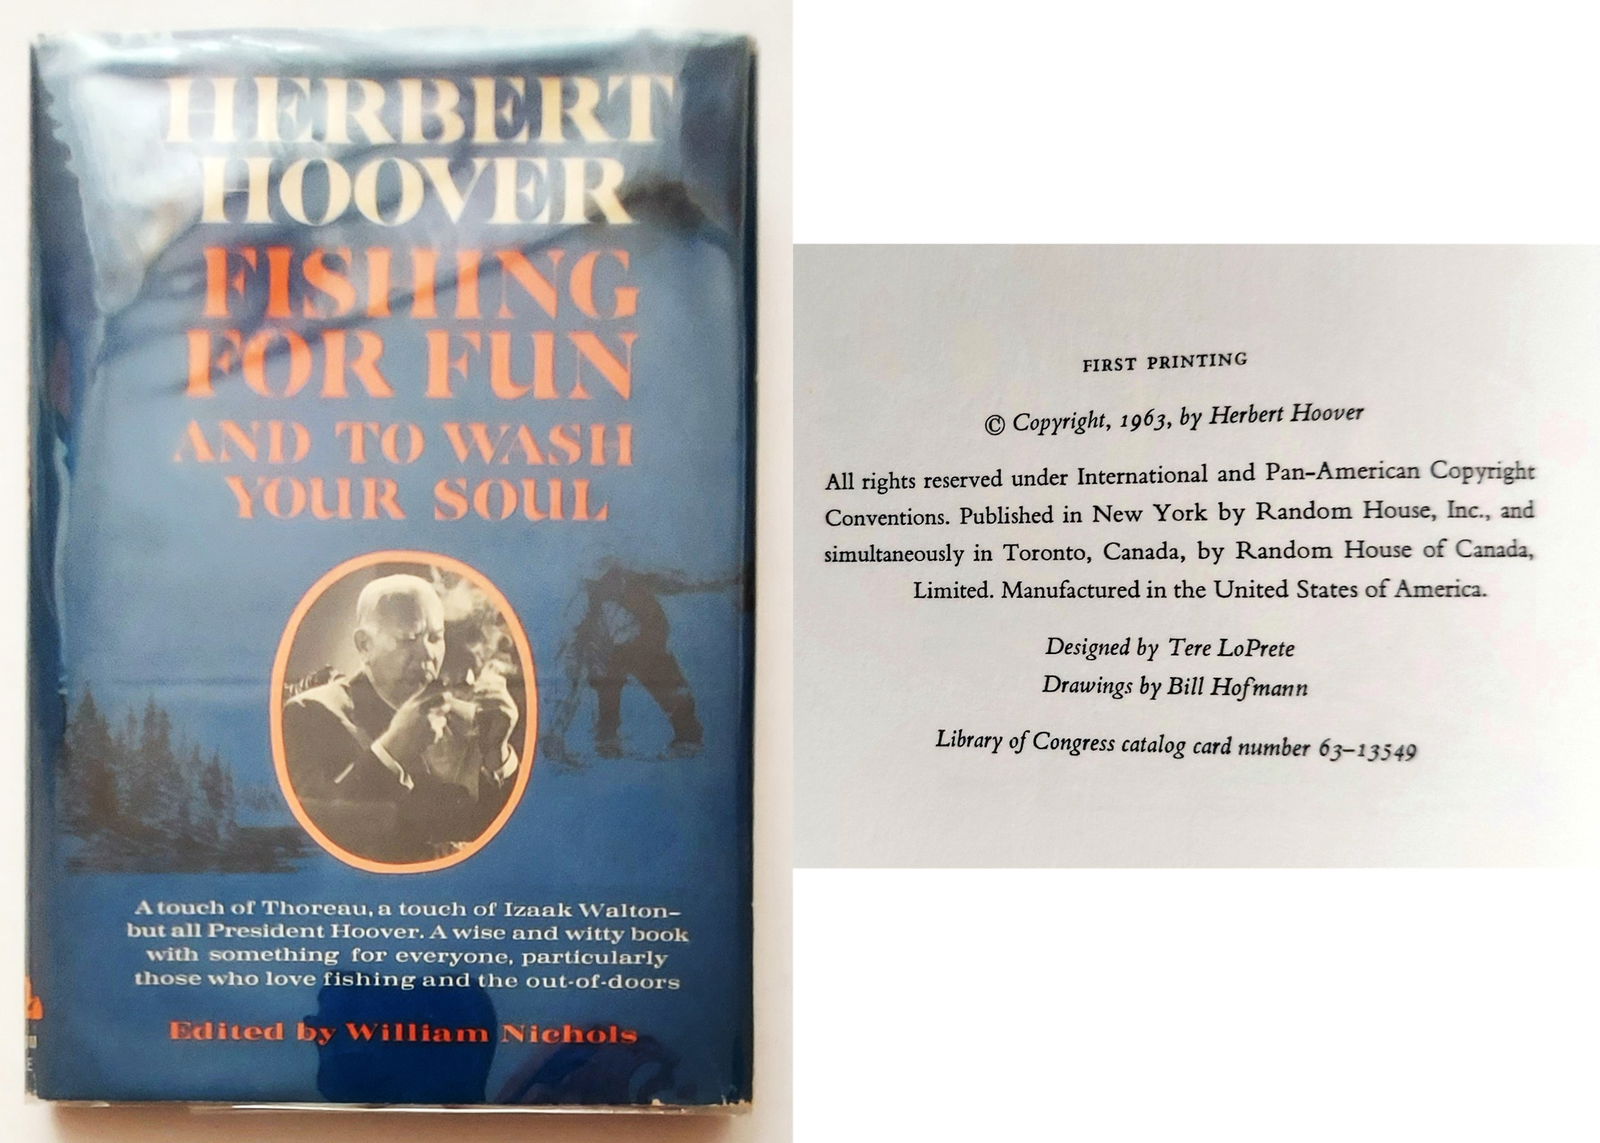 HERBERT
HOOVER
FISHING
FOR FUN
AND TO WASH
YOUR SOUL
A touch of Thoreau, a touch of Izaak Walton–
but all President Hoover. A wise and witty book
with something for everyone, particularly
those who love fishing and the out-of-doors
Edited by William Nichols
FIRST PRINTING
© Copyright, 1963, by Herbert Hoover
All rights reserved under International and Pan-American Copyright
Conventions. Published in New York by Random House, Inc., and
simultaneously in Toronto, Canada, by Random House of Canada,
Limited. Manufactured in the United States of America.
Designed by Tere LoPrete
Drawings by Bill Hofmann
Library of Congress catalog card number 63–13549